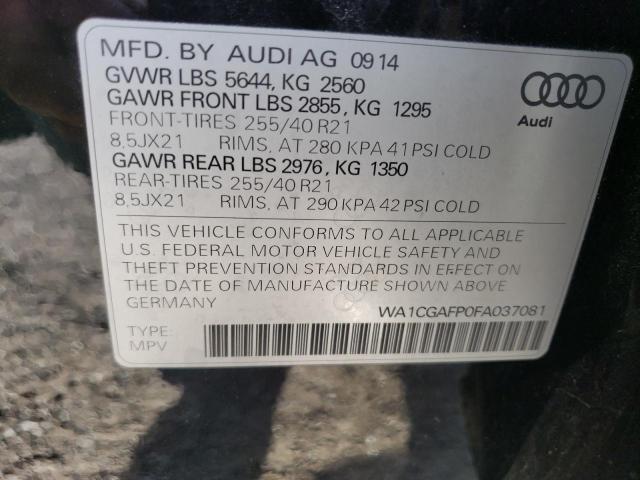 MFD. BY AUDI AG 09 14
GVWR LBS 5644, KG 2560
GAWR FRONT LBS 2855, KG 1295
FRONT-TIRES 255/40 R21
8,5JX21 RIMS, AT 280 KPA 41 PSI COLD
GAWR REAR LBS 2976, KG 1350
REAR-TIRES 255/40 R21
8,5JX21 RIMS, AT 290 KPA 42 PSI COLD
Audi
THIS VEHICLE CONFORMS TO ALL APPLICABLE
U.S. FEDERAL MOTOR VEHICLE SAFETY AND
THEFT PREVENTION STANDARDS IN EFFECT ON
THE DATE OF MANUFACTURE SHOWN ABOVE
GERMANY
WA1CGAFP0FA037081
TYPE:
MPV